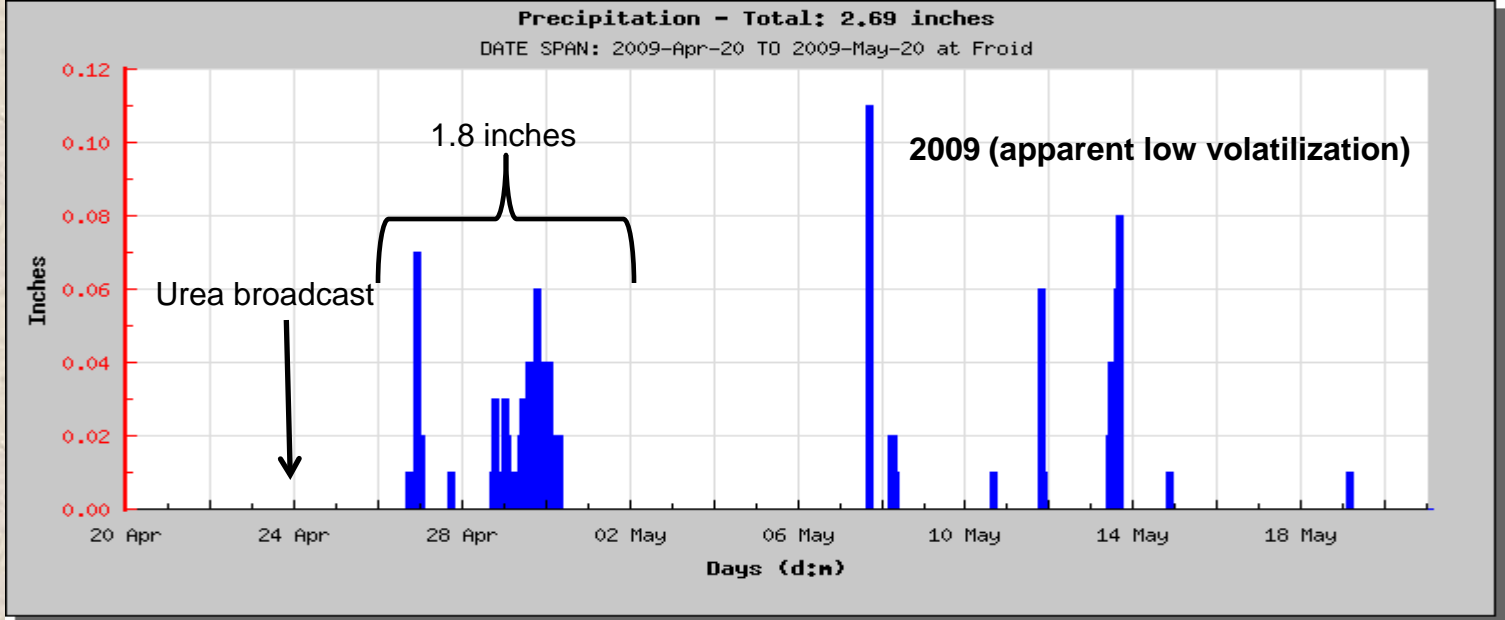 Precipitation - Total: 2.69 inches
DATE SPAN: 2009-Apr-20 TO 2009-May-20 at Froid
0.12
0.10
0.08
0.06
0.04
0.02
0.00
Inches
1.8 inches
2009 (apparent low volatilization)
Urea broadcast
20 Apr 24 Apr 28 Apr 02 May 06 May 10 May 14 May 18 May
Days (d:m)